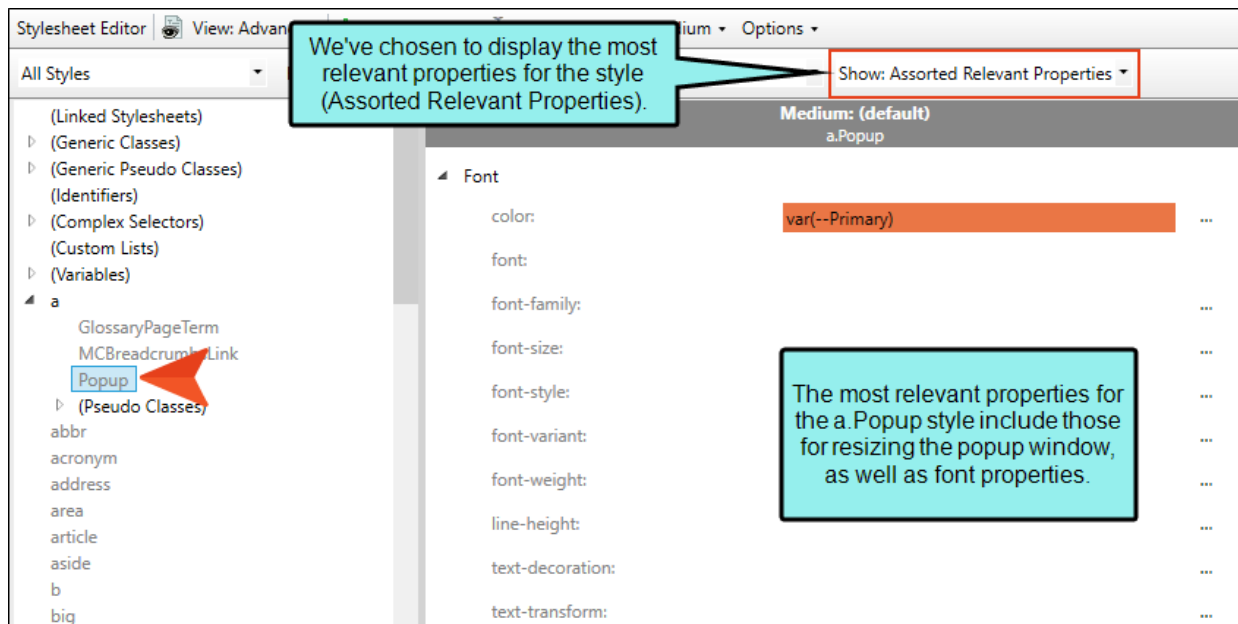 Stylesheet Editor View: Advan ium Options
We've chosen to display the most
relevant properties for the style
(Assorted Relevant Properties).
All Styles Show: Assorted Relevant Properties
(Linked Stylesheets)
(Generic Classes)
(Generic Pseudo Classes)
(Identifiers)
(Complex Selectors)
(Custom Lists)
(Variables)
a
GlossaryPageTerm
MCBreadcrumbsLink
Popup
(Pseudo Classes)
abbr
acronym
address
area
article
aside
b
big
Medium: (default)
a.Popup
Font
color: var(--Primary) ...
font:
font-family: ...
font-size: ...
font-style: ...
font-variant: ...
font-weight: ...
line-height: ...
text-decoration: ...
text-transform: ...
The most relevant properties for
the a.Popup style include those
for resizing the popup window,
as well as font properties.